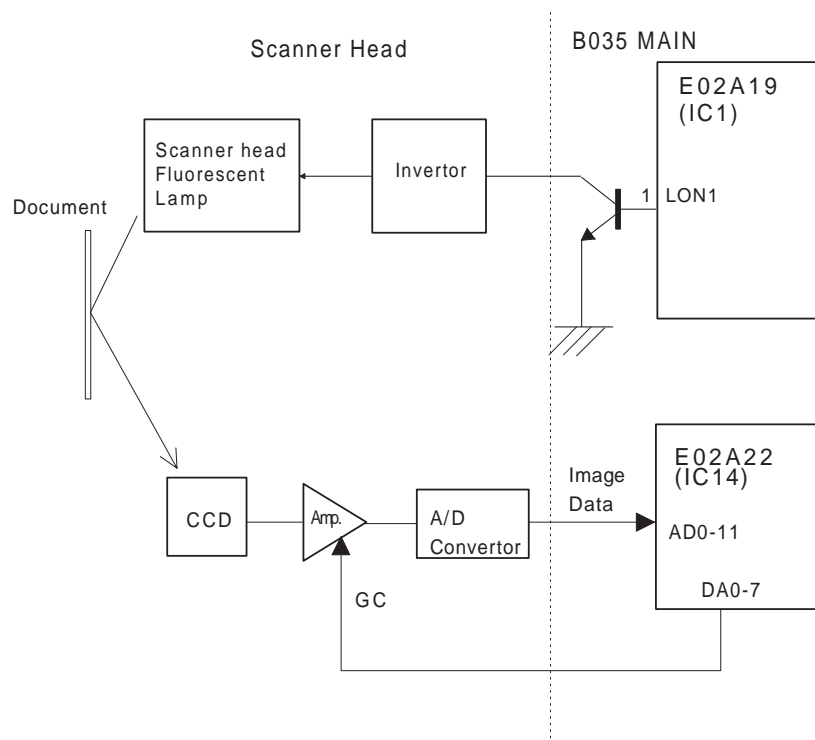 Scanner Head
B035 MAIN
E02A19
(IC1)
Scanner head
Fluorescent
Lamp
Invertor
1
LON1
Document
E02A22
(IC14)
Image
Data
CCD
Amp.
A/D
Convertor
AD0-11
DA0-7
GC